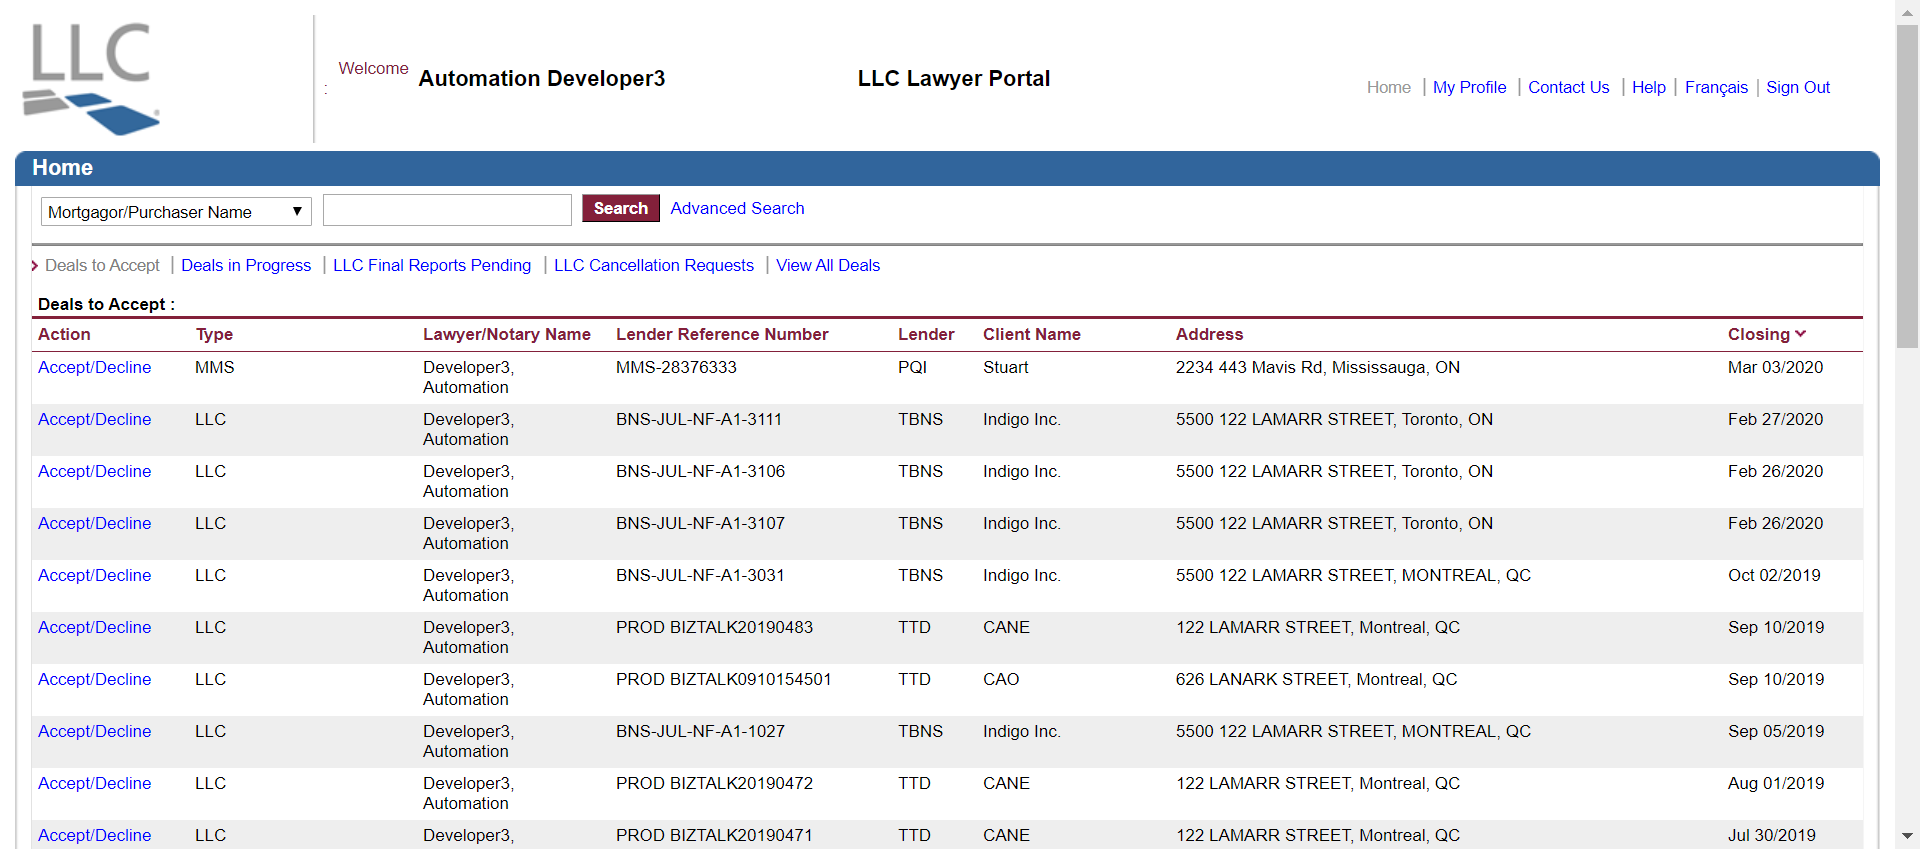 LLC
Welcome
:
Automation Developer3
LLC Lawyer Portal
Home | My Profile | Contact Us | Help | Français | Sign Out
Home
Mortgagor/Purchaser Name
Search
Advanced Search
Deals to Accept | Deals in Progress | LLC Final Reports Pending | LLC Cancellation Requests | View All Deals
Deals to Accept :
Action Type Lawyer/Notary Name Lender Reference Number Lender Client Name Address Closing
Accept/Decline MMS Developer3, MMS-28376333 PQI Stuart 2234 443 Mavis Rd, Mississauga, ON Mar 03/2020
Automation
Accept/Decline LLC Developer3, BNS-JUL-NF-A1-3111 TBNS Indigo Inc. 5500 122 LAMARR STREET, Toronto, ON Feb 27/2020
Automation
Accept/Decline LLC Developer3, BNS-JUL-NF-A1-3106 TBNS Indigo Inc. 5500 122 LAMARR STREET, Toronto, ON Feb 26/2020
Automation
Accept/Decline LLC Developer3, BNS-JUL-NF-A1-3107 TBNS Indigo Inc. 5500 122 LAMARR STREET, Toronto, ON Feb 26/2020
Automation
Accept/Decline LLC Developer3, BNS-JUL-NF-A1-3031 TBNS Indigo Inc. 5500 122 LAMARR STREET, MONTREAL, QC Oct 02/2019
Automation
Accept/Decline LLC Developer3, PROD BIZTALK20190483 TTD CANE 122 LAMARR STREET, Montreal, QC Sep 10/2019
Automation
Accept/Decline LLC Developer3, PROD BIZTALK0910154501 TTD CAO 626 LANARK STREET, Montreal, QC Sep 10/2019
Automation
Accept/Decline LLC Developer3, BNS-JUL-NF-A1-1027 TBNS Indigo Inc. 5500 122 LAMARR STREET, MONTREAL, QC Sep 05/2019
Automation
Accept/Decline LLC Developer3, PROD BIZTALK20190472 TTD CANE 122 LAMARR STREET, Montreal, QC Aug 01/2019
Automation
Accept/Decline LLC Developer3, PROD BIZTALK20190471 TTD CANE 122 LAMARR STREET, Montreal, QC Jul 30/2019